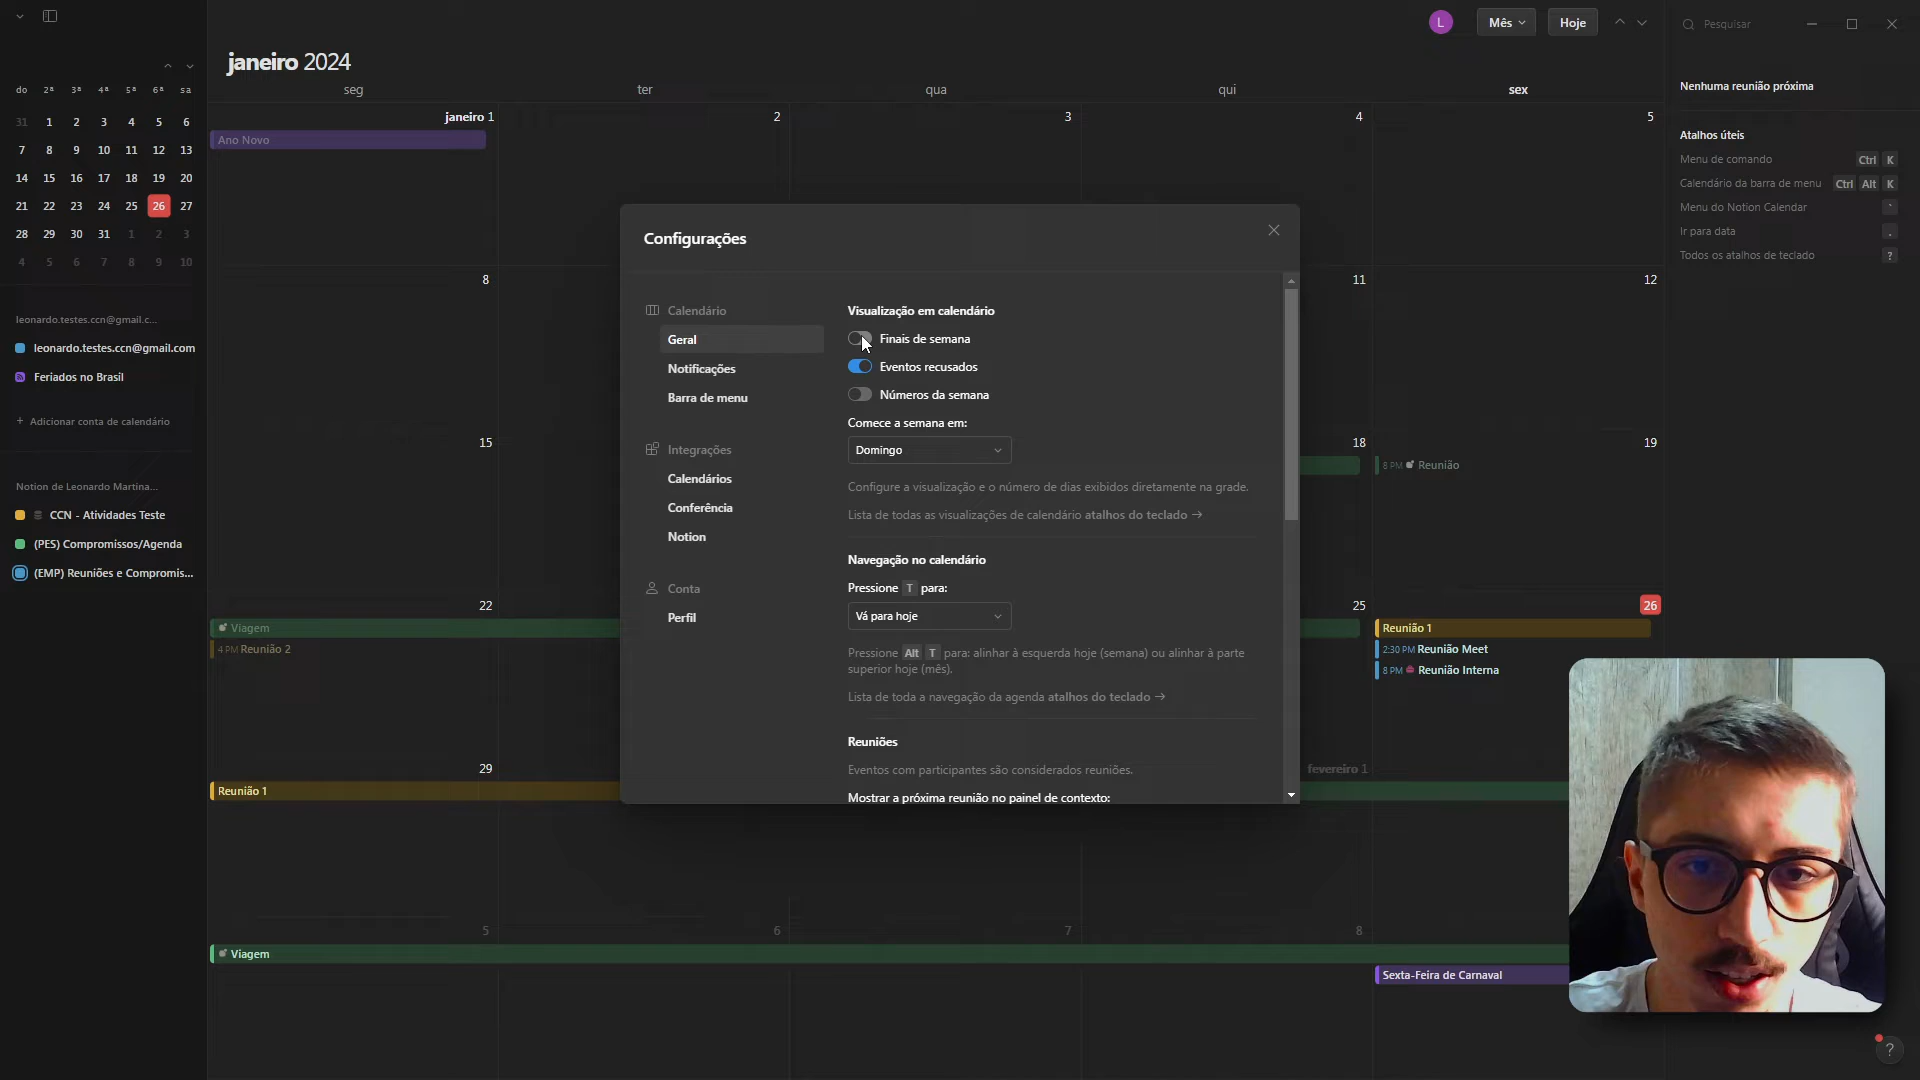 L
Mês
Hoje
Pesquisar
janeiro 2024
seg ter qua qui sex
do 2ª 3ª 4ª 5ª 6ª sa
31 1 2 3 4 5 6
7 8 9 10 11 12 13
14 15 16 17 18 19 20
21 22 23 24 25 26 27
28 29 30 31 1 2 3
4 5 6 7 8 9 10
leonardo.testes.ccn@gmail.c...
leonardo.testes.ccn@gmail.com
Feriados no Brasil
+ Adicionar conta de calendário
Notion de Leonardo Martina...
CCN - Atividades Teste
(PES) Compromissos/Agenda
(EMP) Reuniões e Compromis...
janeiro 1 2 3 4 5
Ano Novo
8 11 12
15 18 19
8 PM Reunião
22 25 26
Viagem
4 PM Reunião 2
Reunião 1
2:30 PM Reunião Meet
8 PM Reunião Interna
29 fevereiro 1
Reunião 1
5 6 7 8
Viagem
Sexta-Feira de Carnaval
Configurações
Calendário
Geral
Notificações
Barra de menu
Integrações
Calendários
Conferência
Notion
Conta
Perfil
Visualização em calendário
Finais de semana
Eventos recusados
Números da semana
Comece a semana em:
Domingo
Configure a visualização e o número de dias exibidos diretamente na grade.
Lista de todas as visualizações de calendário atalhos do teclado →
Navegação no calendário
Pressione T para:
Vá para hoje
Pressione Alt T para: alinhar à esquerda hoje (semana) ou alinhar à parte
superior hoje (mês).
Lista de toda a navegação da agenda atalhos do teclado →
Reuniões
Eventos com participantes são considerados reuniões.
Mostrar a próxima reunião no painel de contexto:
Nenhuma reunião próxima
Atalhos úteis
Menu de comando Ctrl K
Calendário da barra de menu Ctrl Alt K
Menu do Notion Calendar `
Ir para data .
Todos os atalhos de teclado ?
?